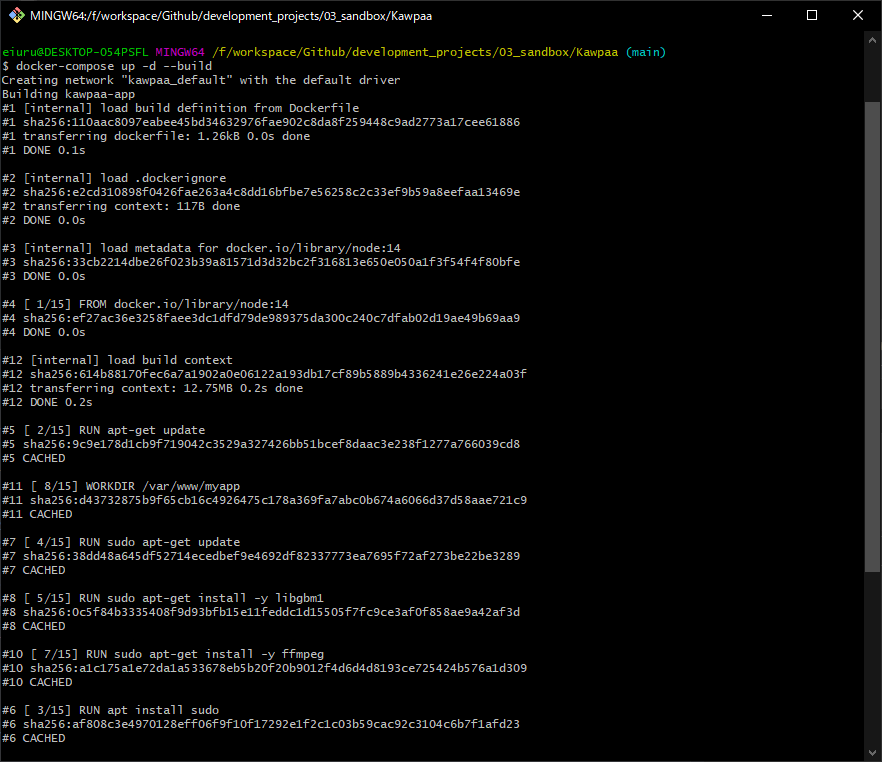 MINGW64:/f/workspace/Github/development_projects/03_sandbox/Kawpaa
eiuru@DESKTOP-O54PSFL MINGW64 /f/workspace/Github/development_projects/03_sandbox/Kawpaa (main)
$ docker-compose up -d --build
Creating network "kawpaa_default" with the default driver
Building kawpaa-app
#1 [internal] load build definition from Dockerfile
#1 sha256:110aac8097eabee45bd34632976fae902c8da8f259448c9ad2773a17cee61886
#1 transferring dockerfile: 1.26kB 0.0s done
#1 DONE 0.1s

#2 [internal] load .dockerignore
#2 sha256:e2cd310898f0426fae263a4c8dd16bfbe7e56258c2c33ef9b59a8eefaa13469e
#2 transferring context: 117B done
#2 DONE 0.0s

#3 [internal] load metadata for docker.io/library/node:14
#3 sha256:33cb2214dbe26f023b39a81571d3d32bc2f316813e650e050a1f3f54f4f80bfe
#3 DONE 0.0s

#4 [ 1/15] FROM docker.io/library/node:14
#4 sha256:ef27ac36e3258faee3dc1dfd79de989375da300c240c7dfab02d19ae49b69aa9
#4 DONE 0.0s

#12 [internal] load build context
#12 sha256:614b88170fec6a7a1902a0e06122a193db17cf89b5889b4336241e26e224a03f
#12 transferring context: 12.75MB 0.2s done
#12 DONE 0.2s

#5 [ 2/15] RUN apt-get update
#5 sha256:9c9e178d1cb9f719042c3529a327426bb51bcef8daac3e238f1277a766039cd8
#5 CACHED

#11 [ 8/15] WORKDIR /var/www/myapp
#11 sha256:d43732875b9f65cb16c4926475c178a369fa7abc0b674a6066d37d58aae721c9
#11 CACHED

#7 [ 4/15] RUN sudo apt-get update
#7 sha256:38dd48a645df52714ecedbef9e4692df82337773ea7695f72af273be22be3289
#7 CACHED

#8 [ 5/15] RUN sudo apt-get install -y libgbm1
#8 sha256:0c5f84b3335408f9d93bfb15e11feddc1d15505f7fc9ce3af0f858ae9a42af3d
#8 CACHED

#10 [ 7/15] RUN sudo apt-get install -y ffmpeg
#10 sha256:a1c175a1e72da1a533678eb5b20f20b9012f4d6d4d8193ce725424b576a1d309
#10 CACHED

#6 [ 3/15] RUN apt install sudo
#6 sha256:af808c3e4970128eff06f9f10f17292e1f2c1c03b59cac92c3104c6b7f1afd23
#6 CACHED